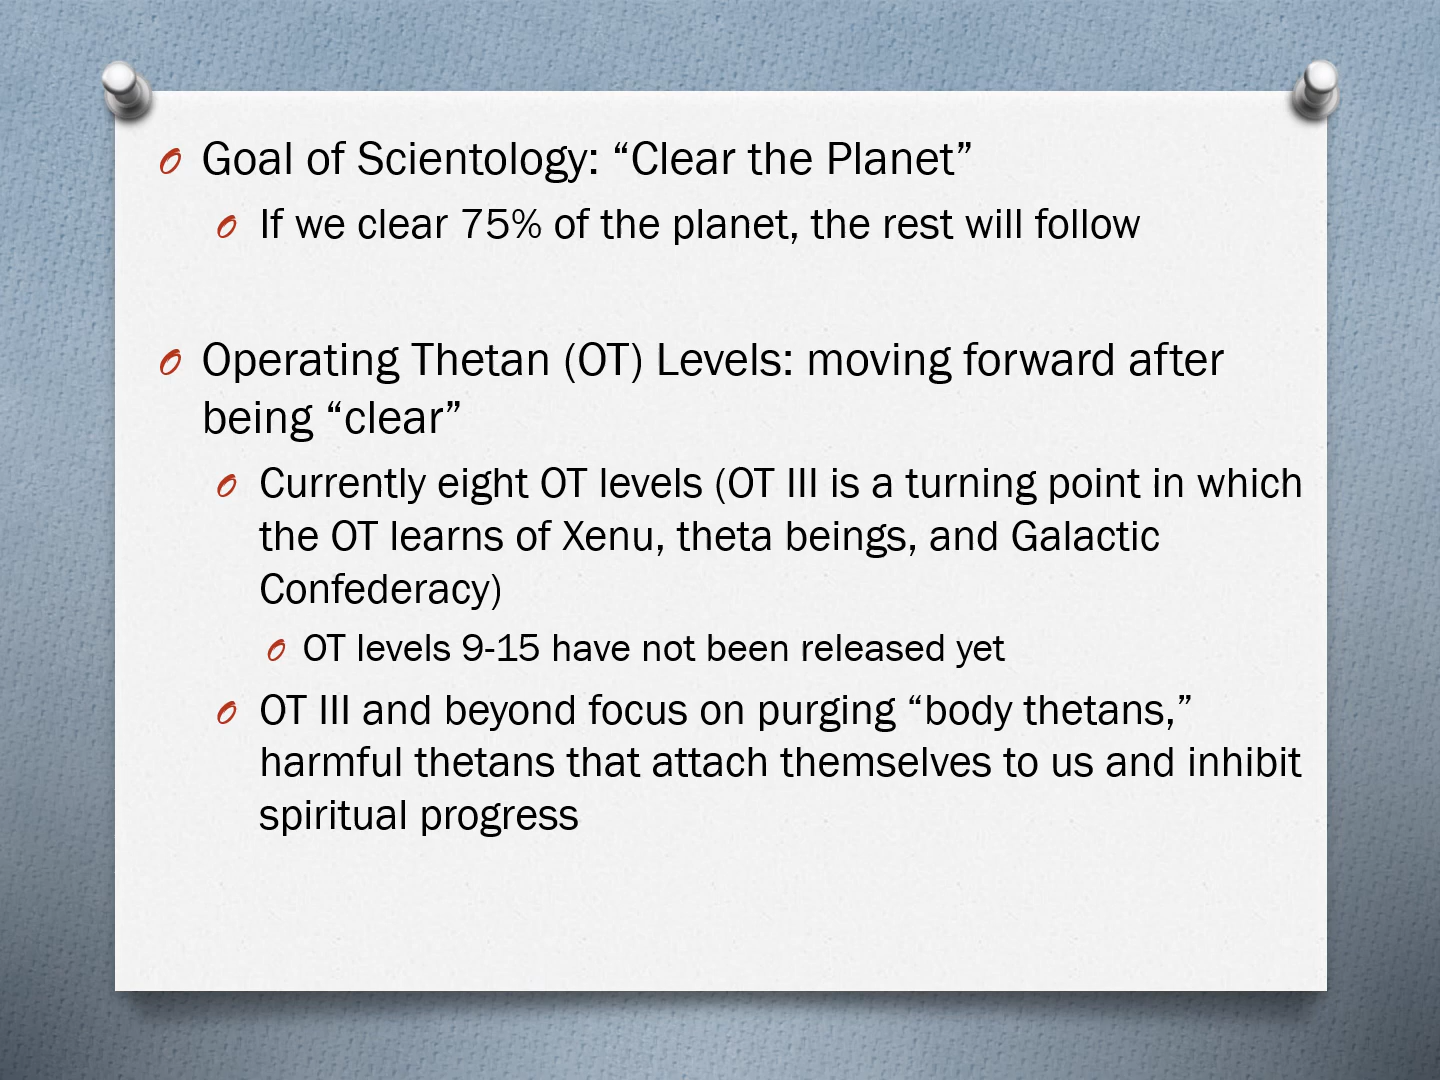 Goal of Scientology: “Clear the Planet”
If we clear 75% of the planet, the rest will follow
Operating Thetan (OT) Levels: moving forward after
being “clear”
Currently eight OT levels (OT III is a turning point in which
the OT learns of Xenu, theta beings, and Galactic
Confederacy)
OT levels 9-15 have not been released yet
OT III and beyond focus on purging “body thetans,”
harmful thetans that attach themselves to us and inhibit
spiritual progress